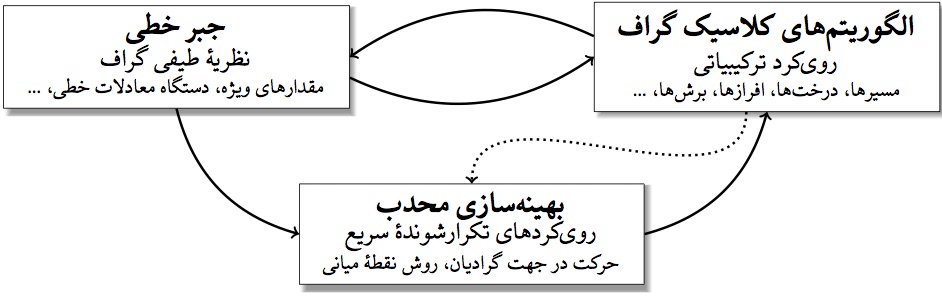 الگوریتم‌های کلاسیک گراف
روی‌کرد ترکیبیاتی
مسیرها، درخت‌ها، افرازها، برش‌ها، ...
جبر خطی
نظریهٔ طیفی گراف
مقدارهای ویژه، دستگاه معادلات خطی، ...
بهینه‌سازی محدب
روی‌کردهای تکرارشوندهٔ سریع
حرکت در جهت گرادیان، روش نقطهٔ میانی